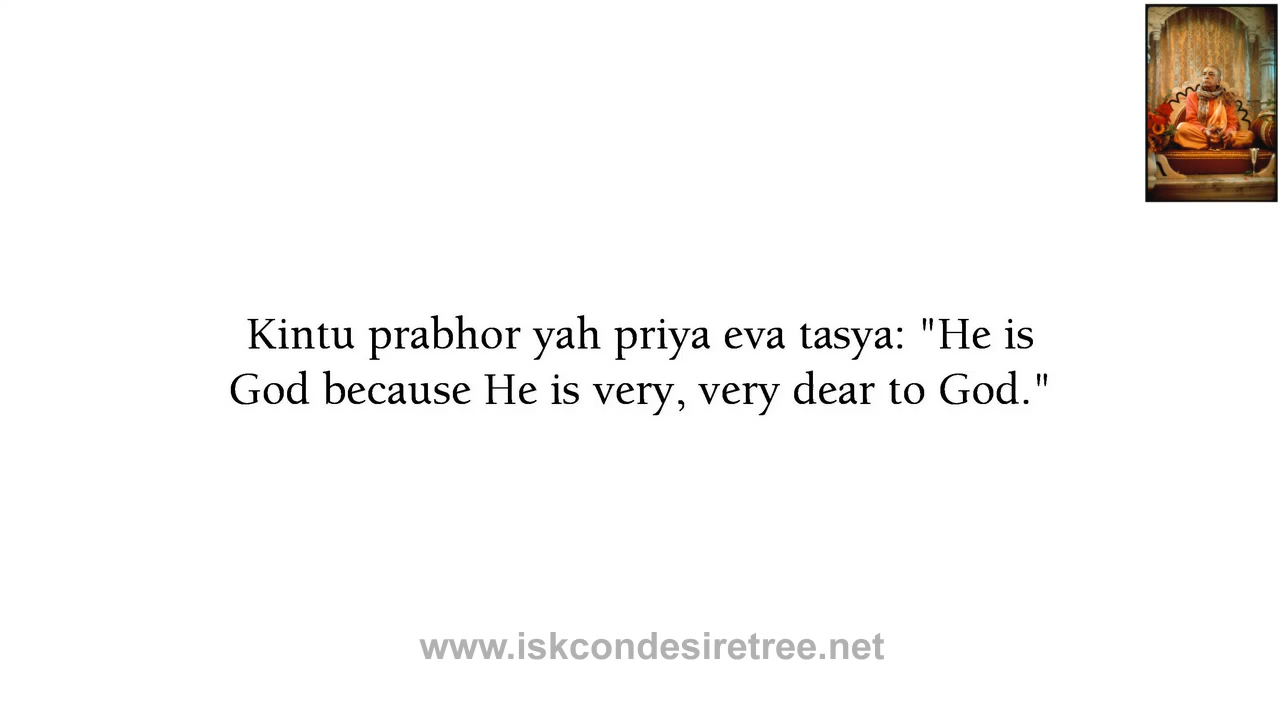 Kintu prabhor yah priya eva tasya: "He is
God because He is very, very dear to God."
www.iskcondesiretree.net